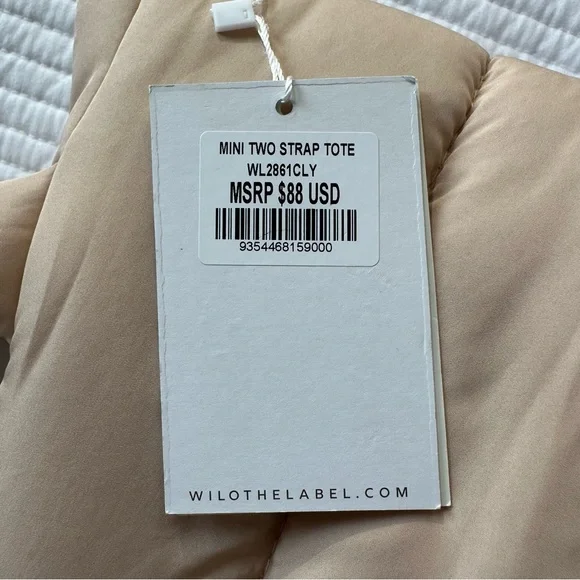 MINI TWO STRAP TOTE
WL2861CLY
MSRP $88 USD
9354468159000
WILOTHELABEL.COM